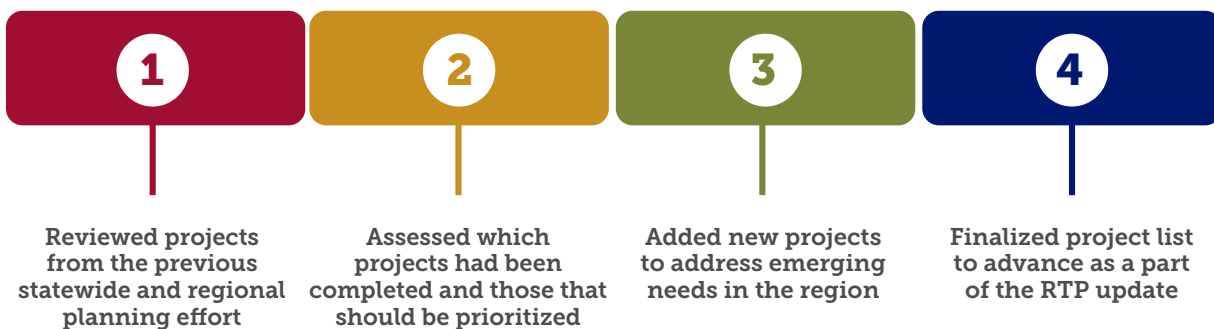 1
Reviewed projects
from the previous
statewide and regional
planning effort
2
Assessed which
projects had been
completed and those that
should be prioritized
3
Added new projects
to address emerging
needs in the region
4
Finalized project list
to advance as a part
of the RTP update